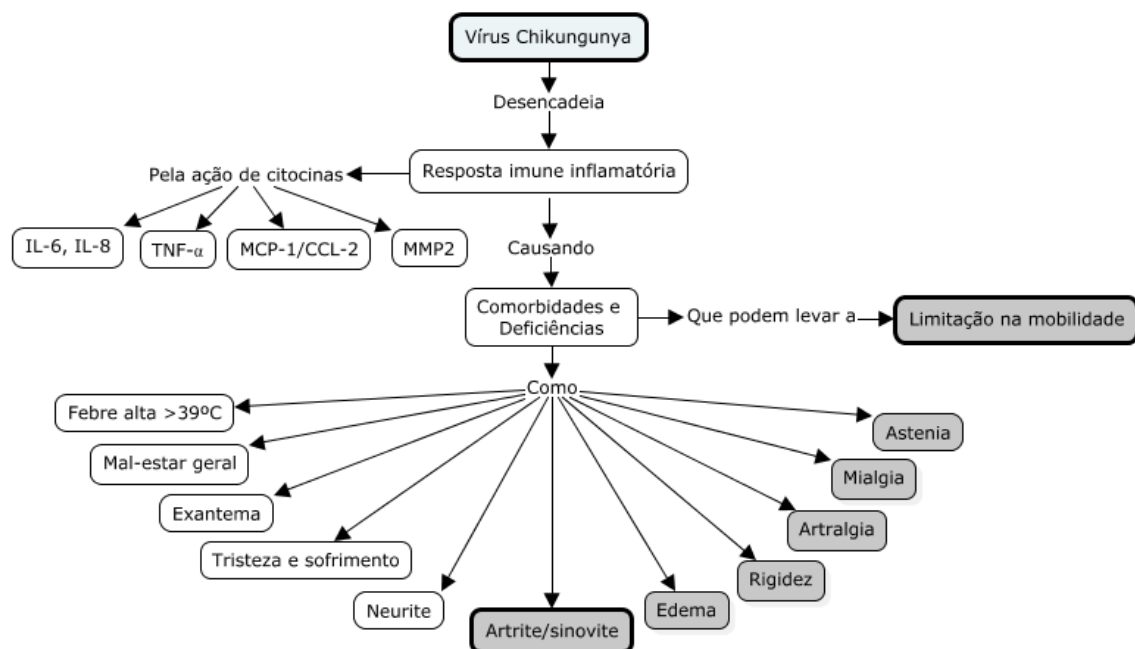 Vírus Chikungunya
Desencadeia
Resposta imune inflamatória
Pela ação de citocinas
IL-6, IL-8
TNF-α
MCP-1/CCL-2
MMP2
Causando
Comorbidades e
Deficiências
Que podem levar a
Limitação na mobilidade
Como
Febre alta >39ºC
Mal-estar geral
Exantema
Tristeza e sofrimento
Neurite
Artrite/sinovite
Edema
Rigidez
Artralgia
Mialgia
Astenia